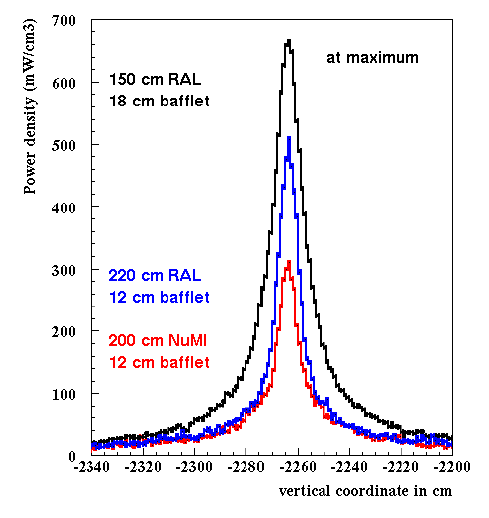 Power density (mW/cm3)
700
600
500
400
300
200
100
0
at maximum
150 cm RAL
18 cm bafflet
220 cm RAL
12 cm bafflet
200 cm NuMI
12 cm bafflet
-2340 -2320 -2300 -2280 -2260 -2240 -2220 -2200
vertical coordinate in cm